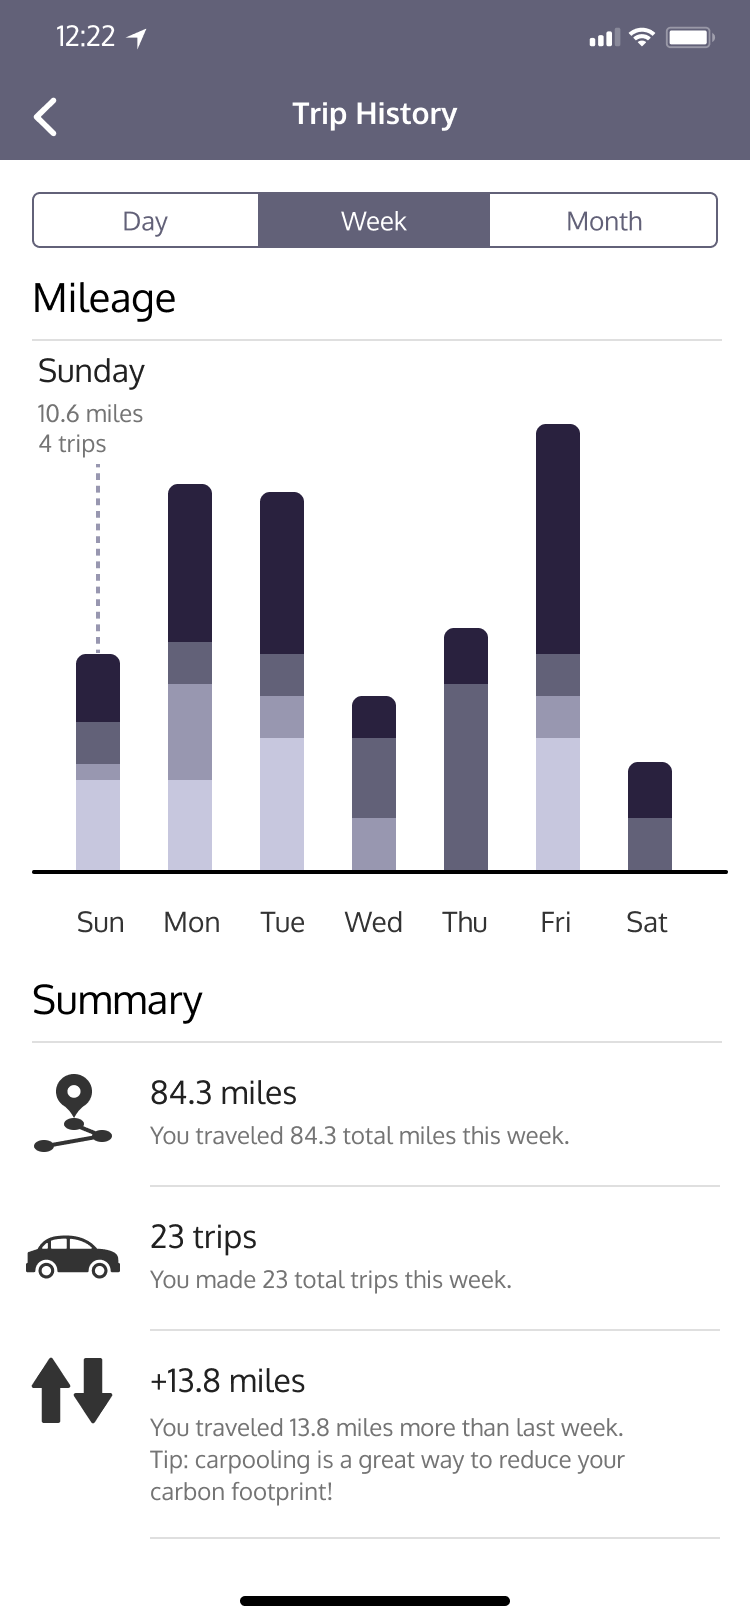 12:22
Trip History
Day Week Month
Mileage
Sunday
10.6 miles
4 trips
Sun Mon Tue Wed Thu Fri Sat
Summary
84.3 miles
You traveled 84.3 total miles this week.
23 trips
You made 23 total trips this week.
+13.8 miles
You traveled 13.8 miles more than last week.
Tip: carpooling is a great way to reduce your
carbon footprint!